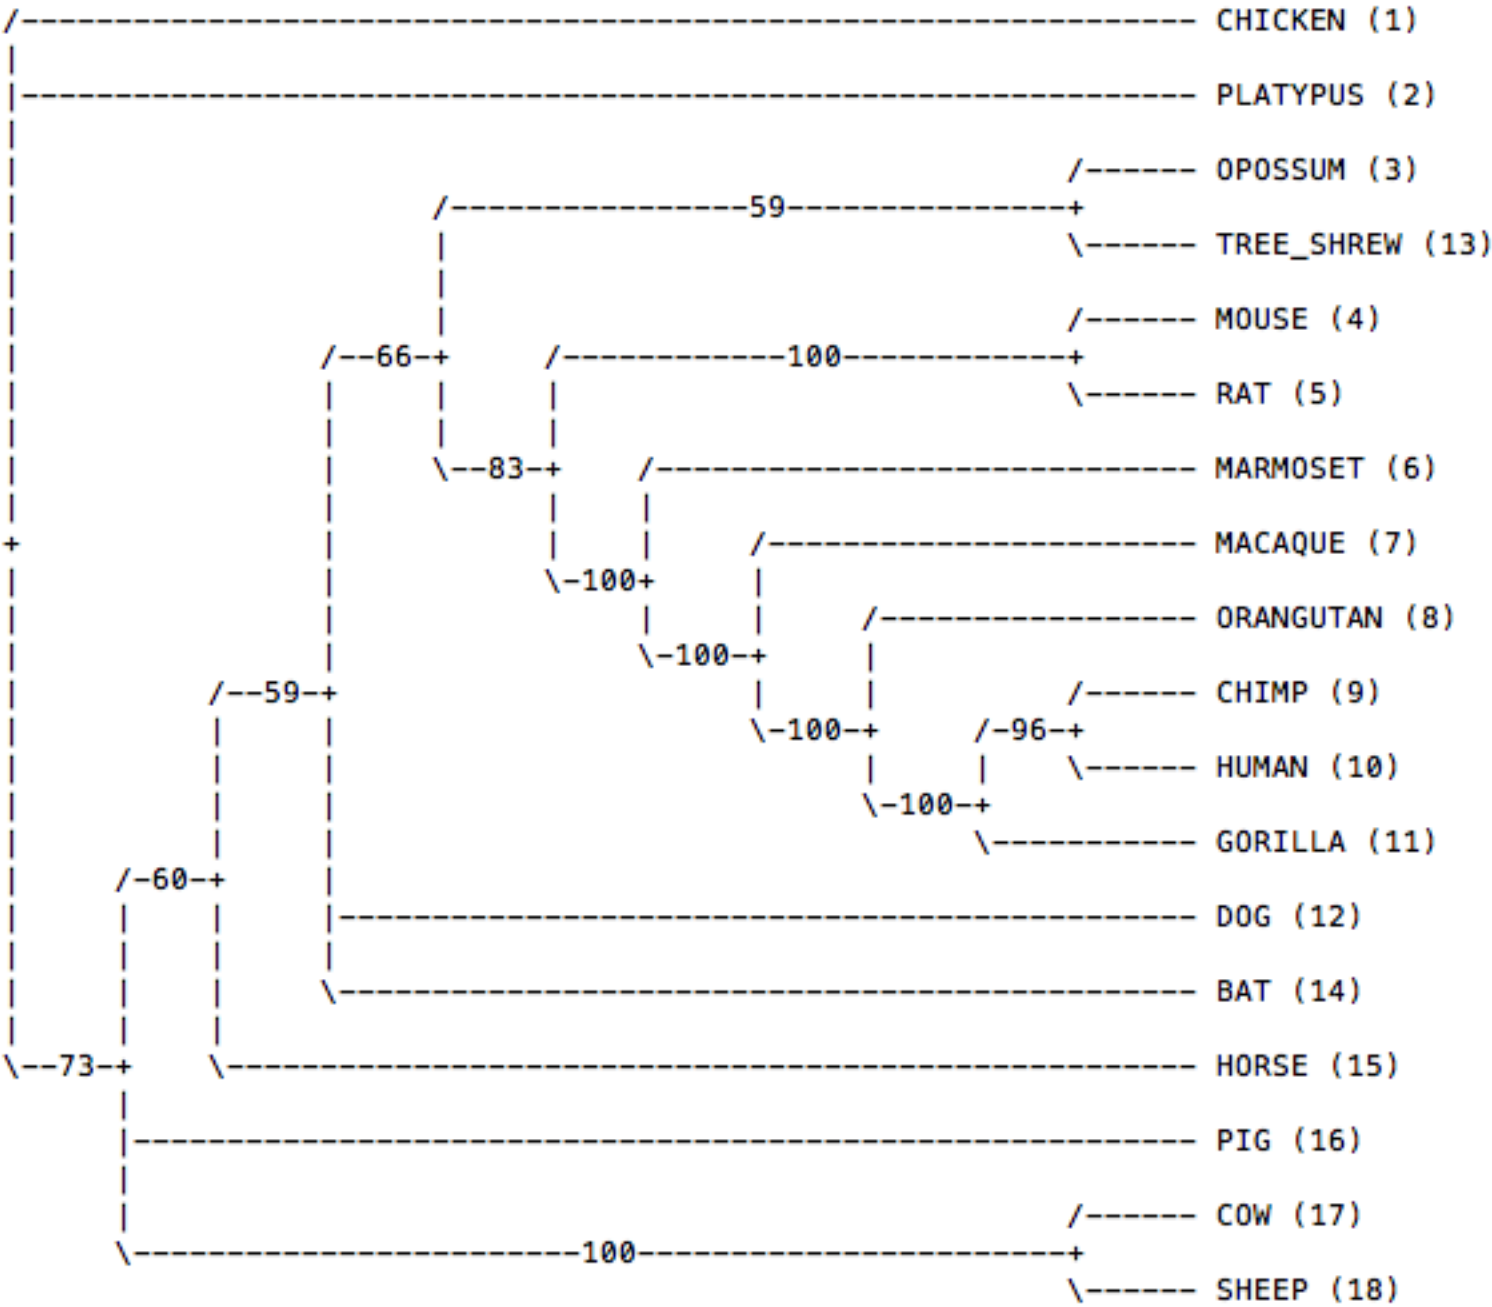 /--------------------------------------------------------------- CHICKEN (1)
|
|--------------------------------------------------------------- PLATYPUS (2)
|
|                                                        /------ OPOSSUM (3)
|                      /----------------59---------------+
|                      |                                 \------ TREE_SHREW (13)
|                      |
|                      |                                 /------ MOUSE (4)
|                /--66-+     /------------100------------+
|                |     |     |                           \------ RAT (5)
|                |     |     |
|                |     \--83-+    /----------------------------- MARMOSET (6)
|                |           |    |
+                |           |    |     /----------------------- MACAQUE (7)
|                |           \-100+     |
|                |                |     |     /----------------- ORANGUTAN (8)
|                |                \-100-+     |
|          /--59-+                      |     |          /------ CHIMP (9)
|          |     |                      \-100-+     /-96-+
|          |     |                            |     |    \------ HUMAN (10)
|          |     |                            \-100-+
|          |     |                                  \----------- GORILLA (11)
|     /-60-+     |
|     |    |     |---------------------------------------------- DOG (12)
|     |    |     |
|     |    |     \---------------------------------------------- BAT (14)
|     |    |
\--73-+    \---------------------------------------------------- HORSE (15)
      |
      |--------------------------------------------------------- PIG (16)
      |
      |                                                  /------ COW (17)
      \------------------------100-----------------------+
                                                         \------ SHEEP (18)